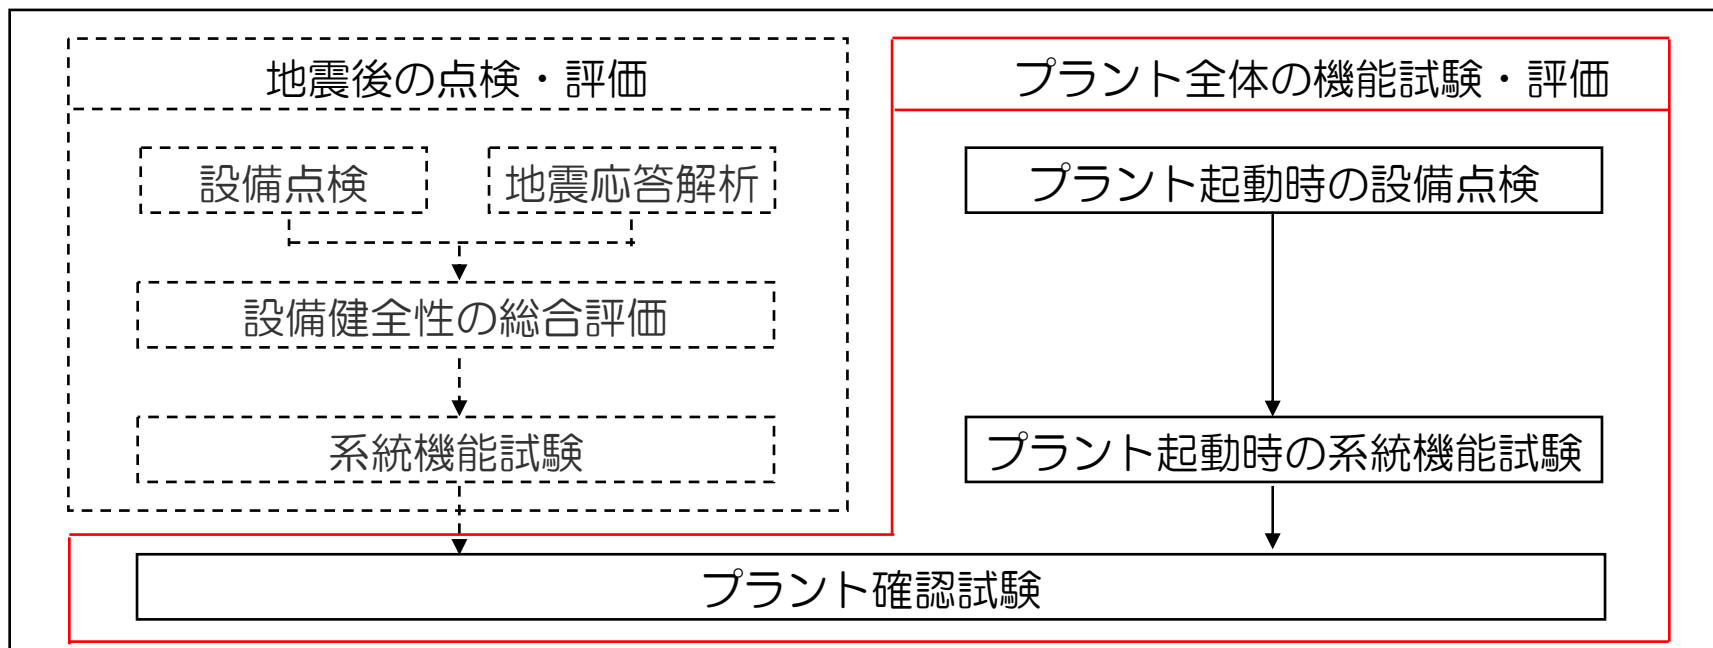 地震後の点検・評価
設備点検
地震応答解析
設備健全性の総合評価
系統機能試験
プラント全体の機能試験・評価
プラント起動時の設備点検
プラント起動時の系統機能試験
プラント確認試験